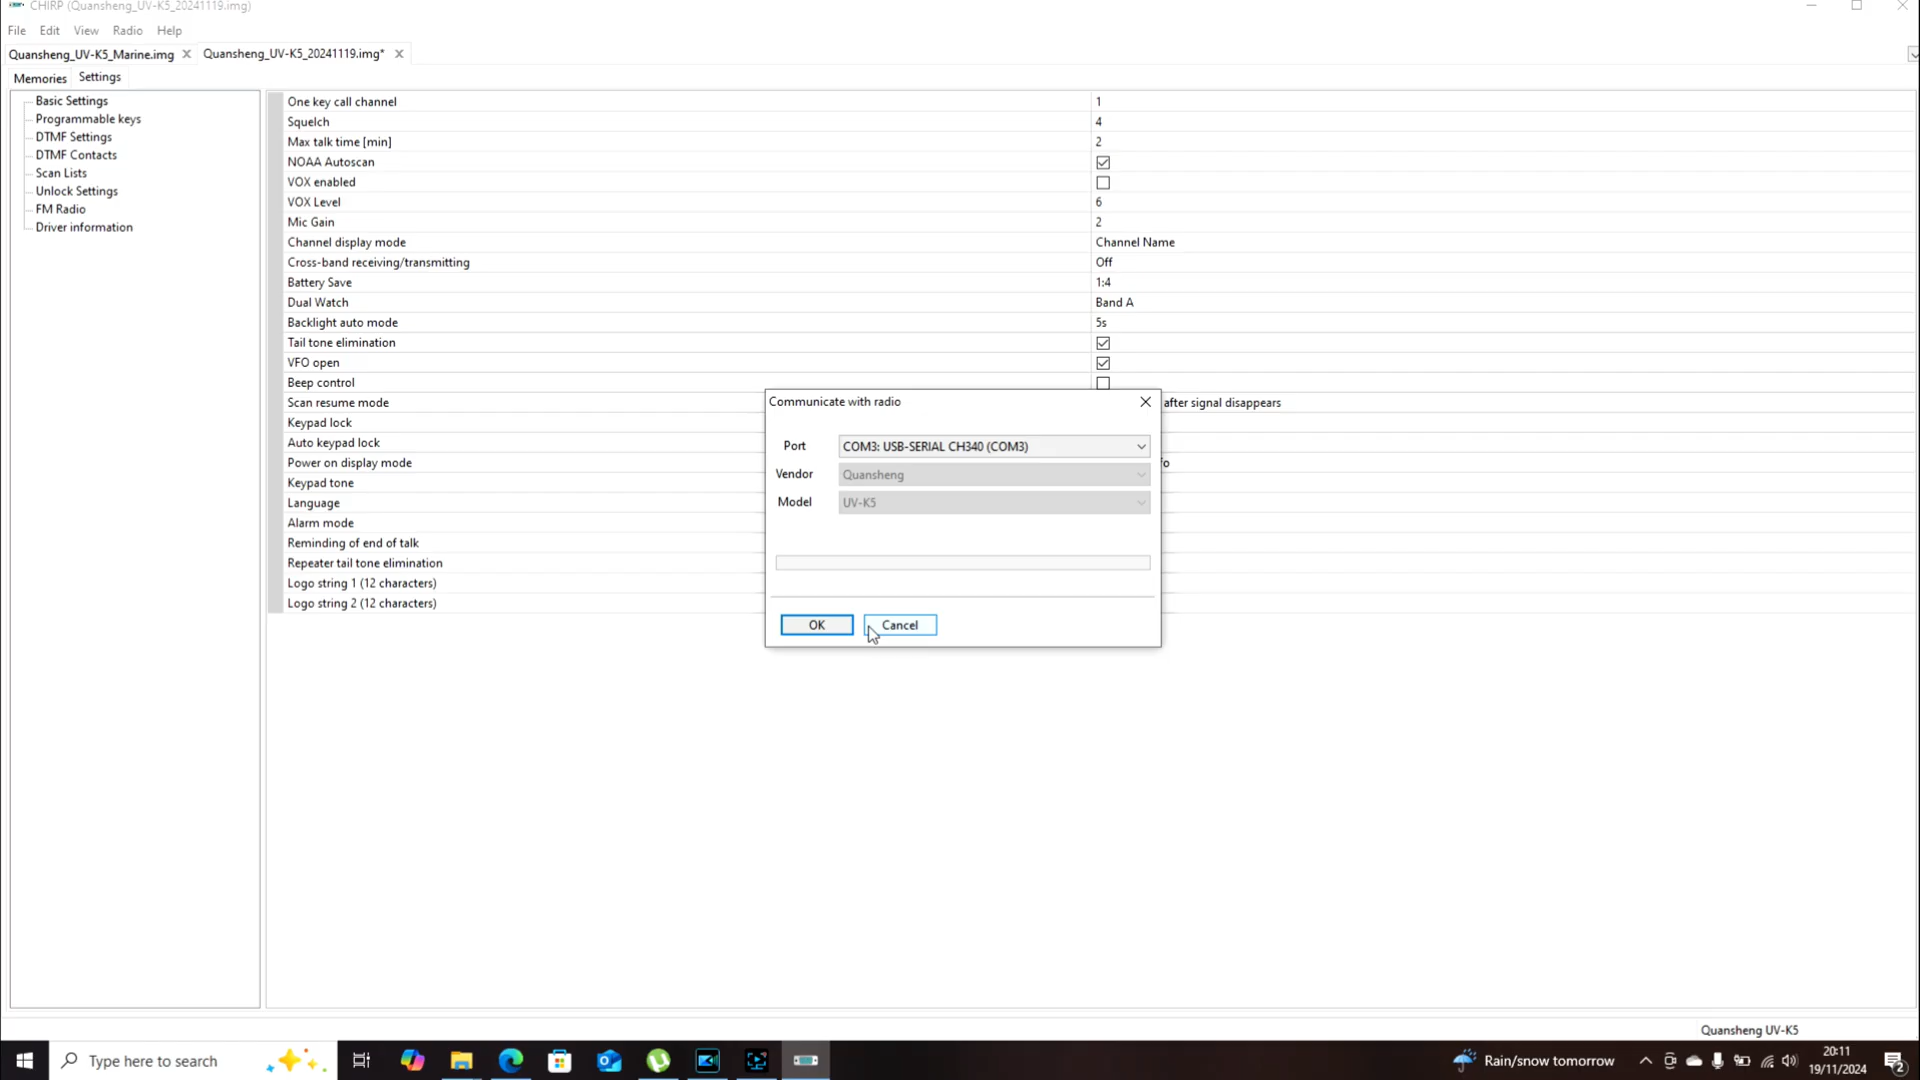 CHIRP (Quansheng_UV-K5_20241119.img)
File Edit View Radio Help
Quansheng_UV-K5_Marine.img Quansheng_UV-K5_20241119.img*
Memories Settings
Basic Settings
Programmable keys
DTMF Settings
DTMF Contacts
Scan Lists
Unlock Settings
FM Radio
Driver information
One key call channel 1
Squelch 4
Max talk time [min] 2
NOAA Autoscan
VOX enabled
VOX Level 6
Mic Gain 2
Channel display mode Channel Name
Cross-band receiving/transmitting Off
Battery Save 1:4
Dual Watch Band A
Backlight auto mode 5s
Tail tone elimination
VFO open
Beep control
Scan resume mode after signal disappears
Keypad lock
Auto keypad lock
Power on display mode fo
Keypad tone
Language
Alarm mode
Reminding of end of talk
Repeater tail tone elimination
Logo string 1 (12 characters)
Logo string 2 (12 characters)
Communicate with radio
Port COM3: USB-SERIAL CH340 (COM3)
Vendor Quansheng
Model UV-K5
OK Cancel
Quansheng UV-K5
Type here to search
Rain/snow tomorrow
20:11
19/11/2024
2